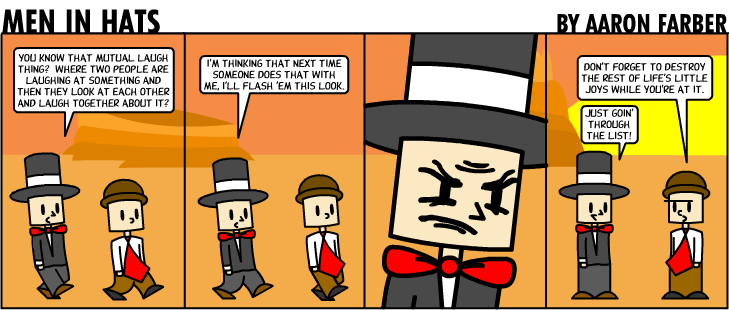 MEN IN HATS
BY AARON FARBER
YOU KNOW THAT MUTUAL LAUGH
THING? WHERE TWO PEOPLE ARE
LAUGHING AT SOMETHING AND
THEN THEY LOOK AT EACH OTHER
AND LAUGH TOGETHER ABOUT IT?
I'M THINKING THAT NEXT TIME
SOMEONE DOES THAT WITH
ME, I'LL FLASH 'EM THIS LOOK.
DON'T FORGET TO DESTROY
THE REST OF LIFE'S LITTLE
JOYS WHILE YOU'RE AT IT.
JUST GOIN'
THROUGH
THE LIST!